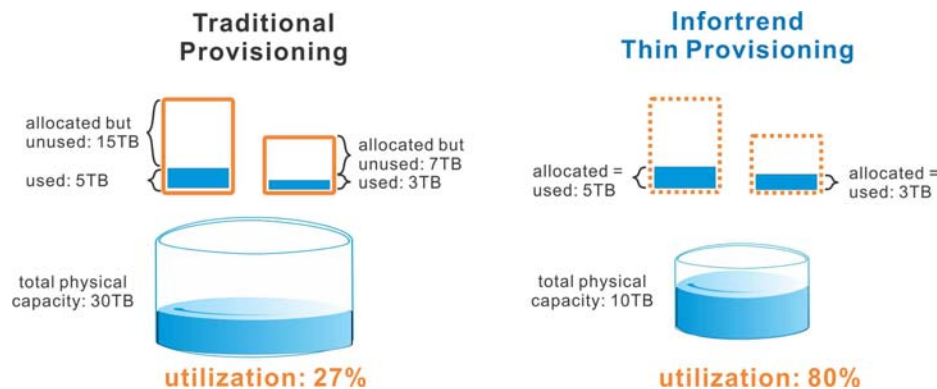 Traditional
Provisioning
allocated but
unused: 15TB
used: 5TB
allocated but
unused: 7TB
used: 3TB
total physical
capacity: 30TB
utilization: 27%
Infortrend
Thin Provisioning
allocated =
used: 5TB
allocated =
used: 3TB
total physical
capacity: 10TB
utilization: 80%